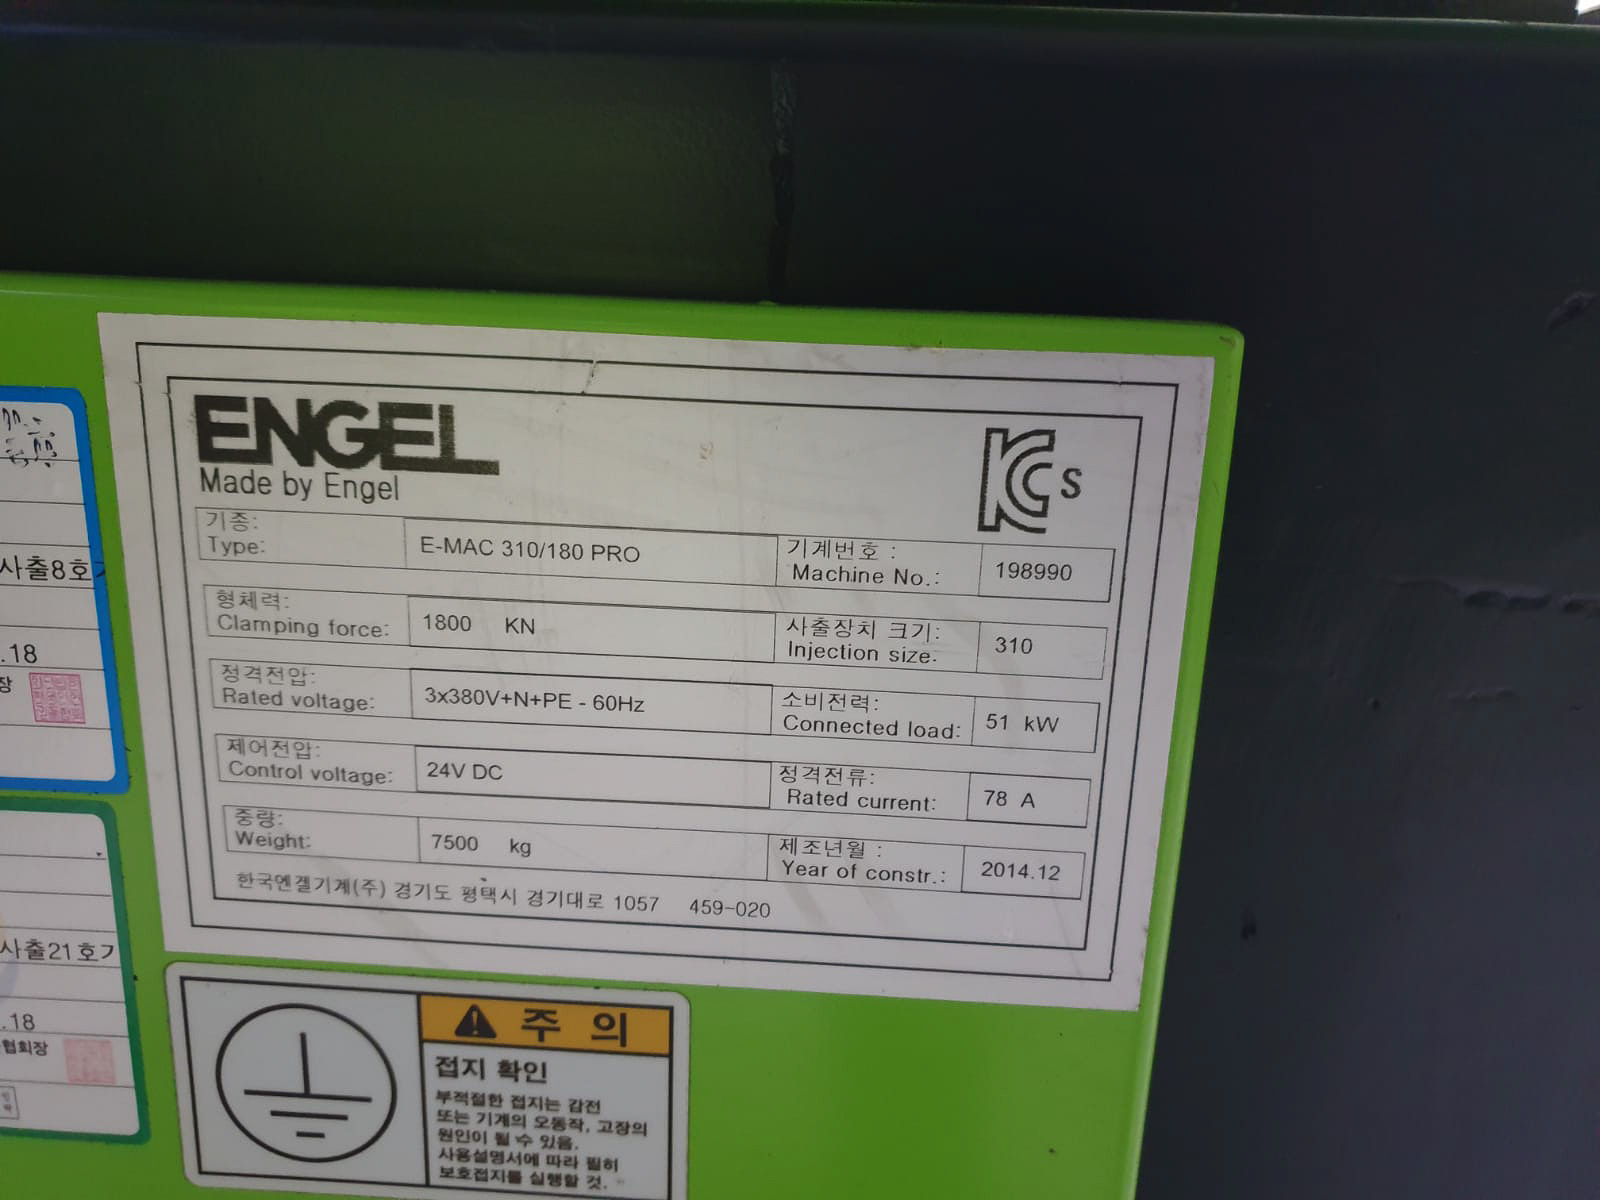 ENGEL
Made by Engel
S
기종:
Type:
E-MAC 310/180 PRO
기계번호 :
Machine No.:
198990
형체력:
Clamping force:
1800 KN
사출장치 크기:
Injection size:
310
정격전압:
Rated voltage:
3x380V+N+PE - 60Hz
소비전력:
Connected load:
51 kW
제어전압:
Control voltage:
24V DC
정격전류:
Rated current:
78 A
중량:
Weight:
7500 kg
제조년월 :
Year of constr.:
2014.12
한국엔겔기계(주) 경기도 평택시 경기대로 1057 459-020
사출8호기
.18
장
사출21호기
.18
협회장
주 의
접지 확인
부적절한 접지는 감전
또는 기계의 오동작, 고장의
원인이 될 수 있음.
사용설명서에 따라 필히
보호접지를 실행할 것.